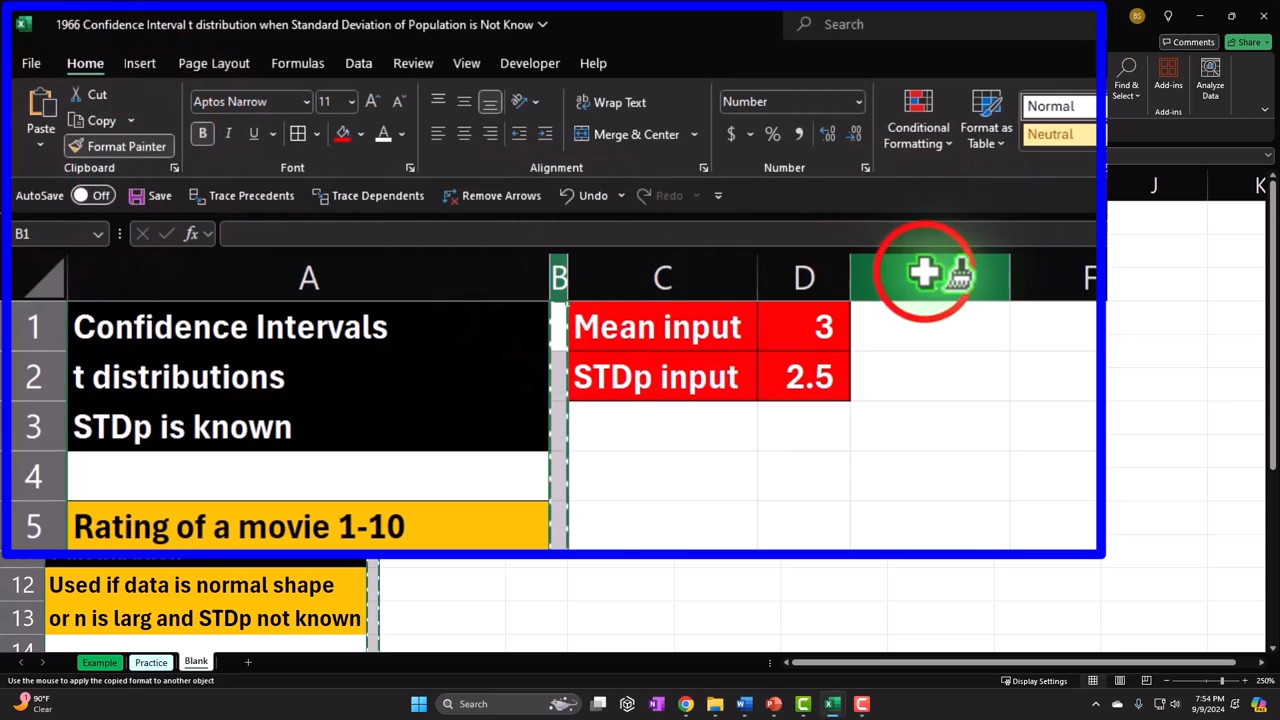 1966 Confidence Interval t distribution when Standard Deviation of Population is Not Know
Search
BS
File
Home
Insert
Page Layout
Formulas
Data
Review
View
Developer
Help
Comments
Share
Paste
Cut
Copy
Format Painter
Clipboard
Aptos Narrow
11
B I U
Font
Wrap Text
Merge & Center
Alignment
Number
$ % ,
Number
Conditional
Formatting
Format as
Table
Normal
Neutral
Find &
Select
Add-ins
Add-ins
Analyze
Data
AutoSave
Off
Save
Trace Precedents
Trace Dependents
Remove Arrows
Undo
Redo
B1
fx
A B C D F J K
1 Confidence Intervals Mean input 3
2 t distributions STDp input 2.5
3 STDp is known
4
5 Rating of a movie 1-10
12 Used if data is normal shape
13 or n is larg and STDp not known
14
Example
Practice
Blank
Use the mouse to apply the copied format to another object
Display Settings
250%
1
90°F
Clear
Search
7:54 PM
9/9/2024